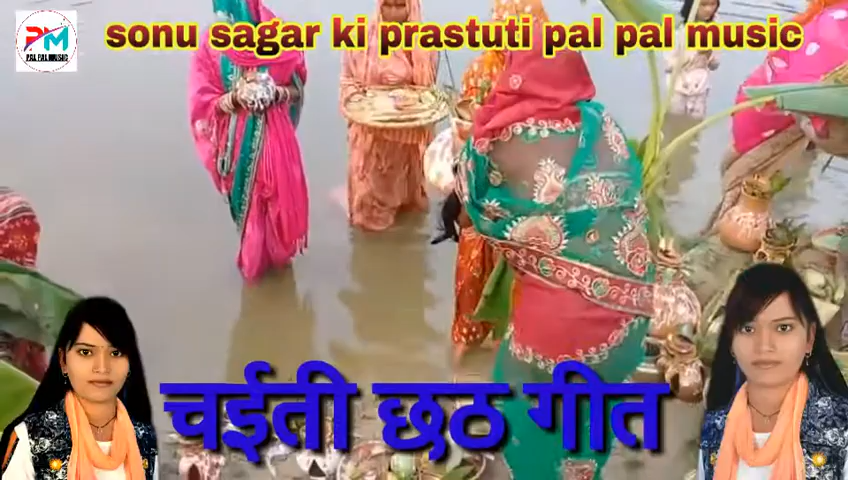 PM
PAL PAL MUSIC
sonu sagar ki prastuti pal pal music
चईती छठ गीत